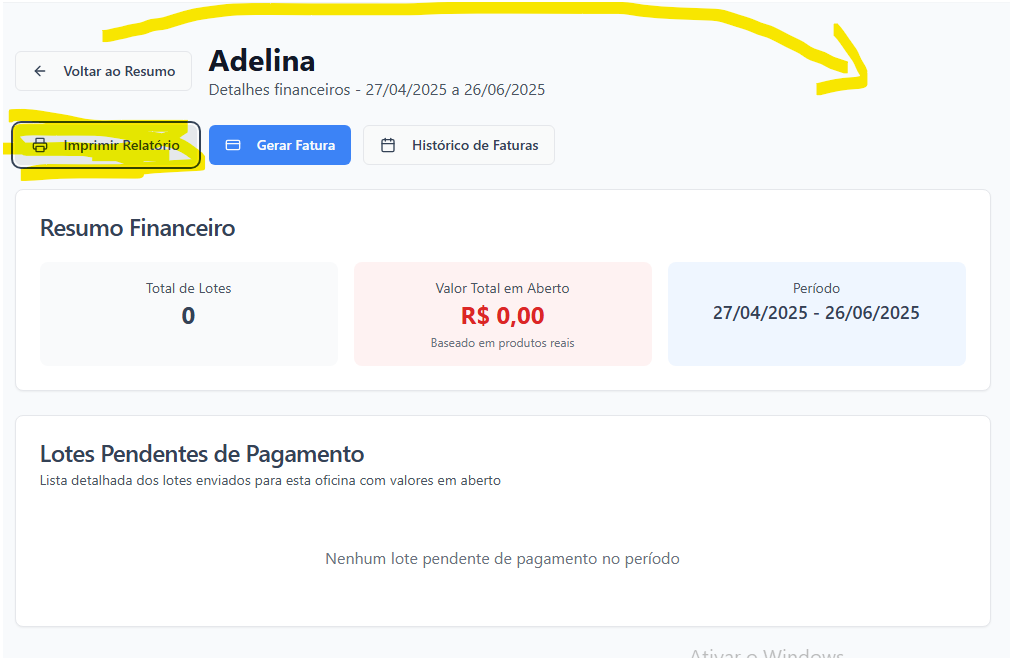 Voltar ao Resumo
Adelina
Detalhes financeiros - 27/04/2025 a 26/06/2025
Imprimir Relatório
Gerar Fatura
Histórico de Faturas
Resumo Financeiro
Total de Lotes
0
Valor Total em Aberto
R$ 0,00
Baseado em produtos reais
Período
27/04/2025 - 26/06/2025
Lotes Pendentes de Pagamento
Lista detalhada dos lotes enviados para esta oficina com valores em aberto
Nenhum lote pendente de pagamento no período
Ativar o Windows